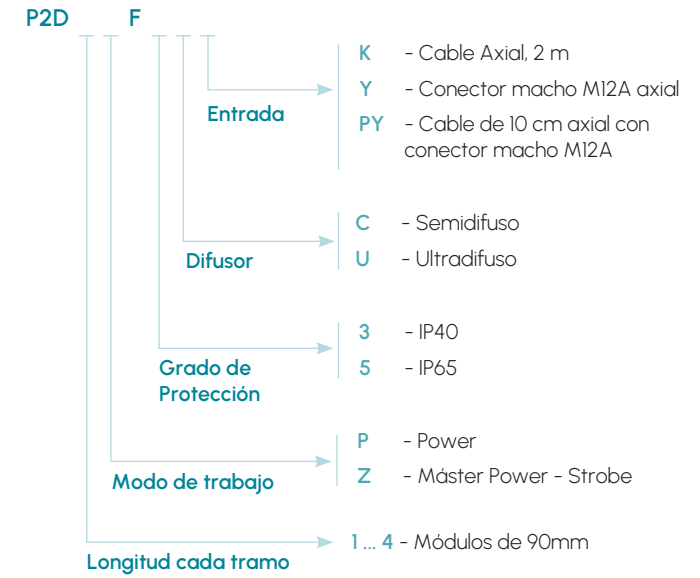 P2D F
K - Cable Axial, 2 m
Y - Conector macho M12A axial
PY - Cable de 10 cm axial con
conector macho M12A
Entrada
C - Semidifuso
U - Ultradifuso
Difusor
3 - IP40
5 - IP65
Grado de
Protección
P - Power
Z - Máster Power - Strobe
Modo de trabajo
1 ... 4 - Módulos de 90mm
Longitud cada tramo